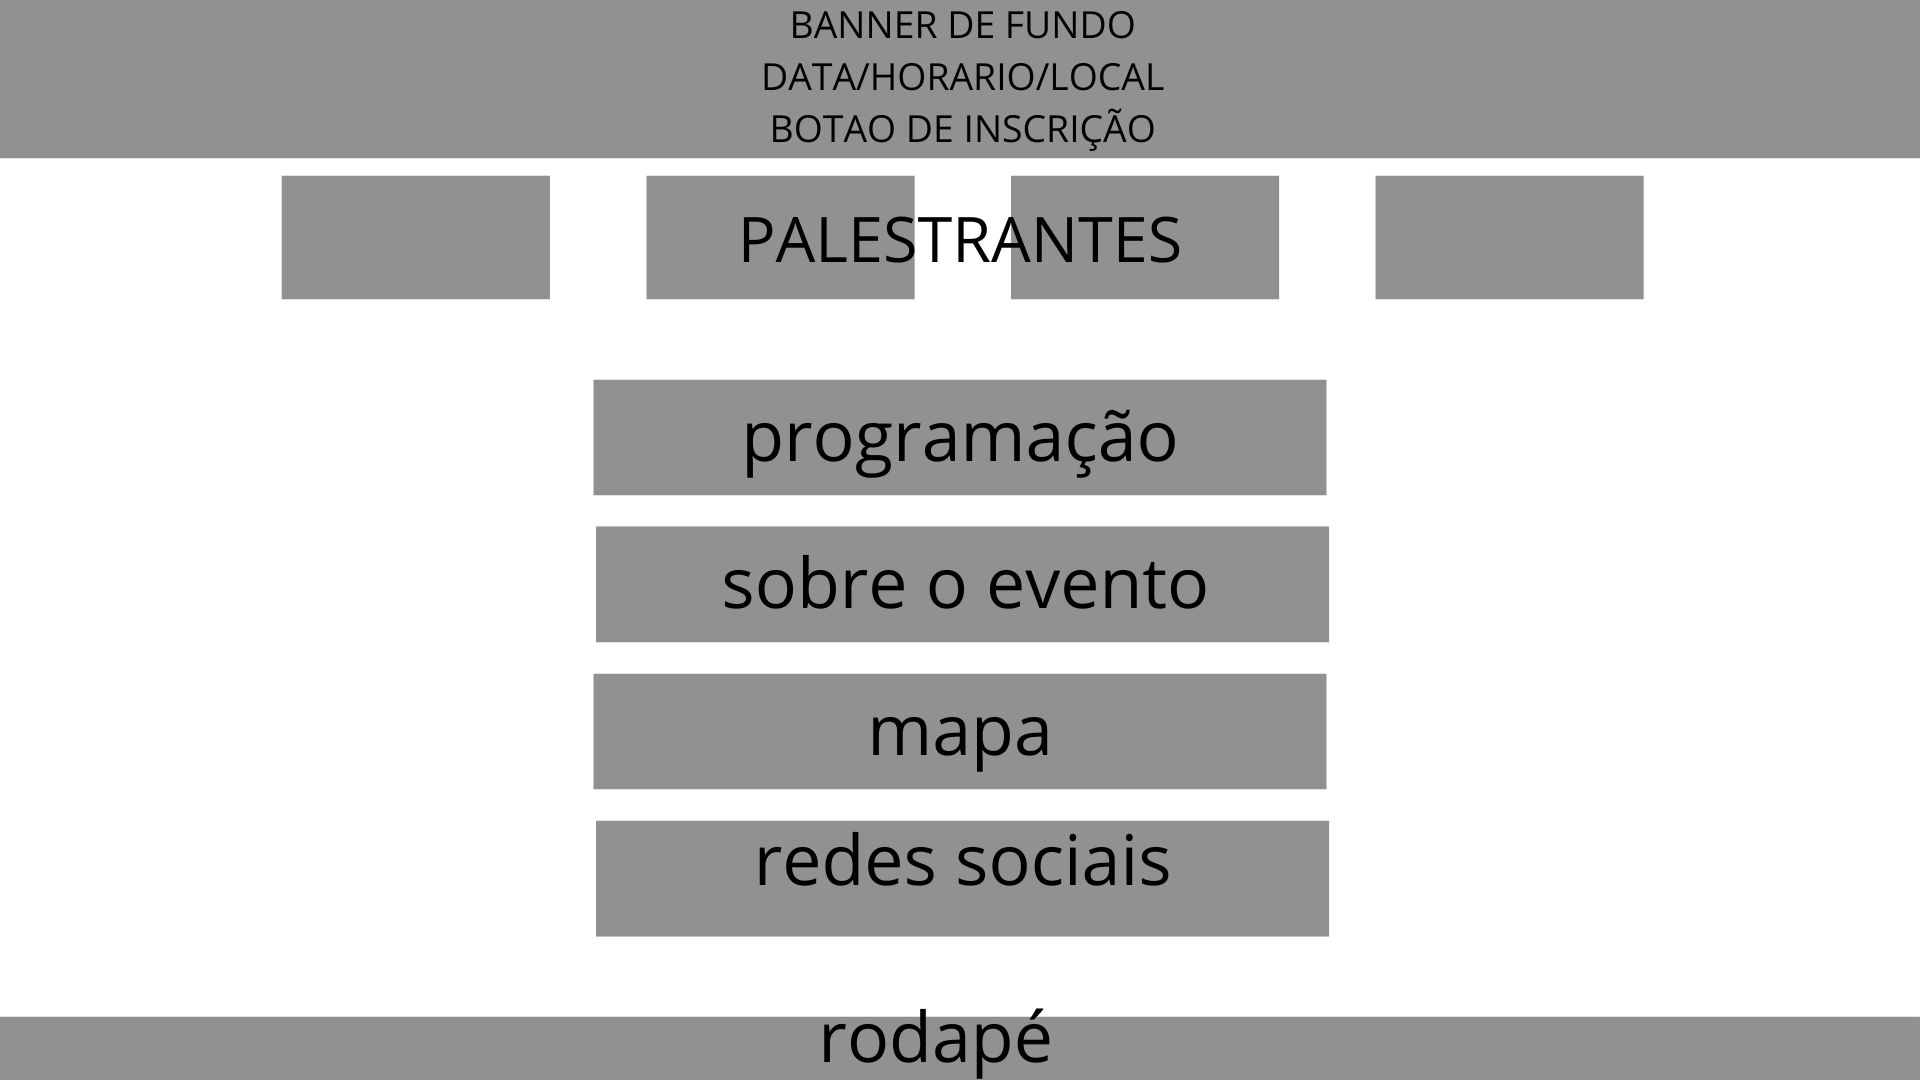 BANNER DE FUNDO
DATA/HORARIO/LOCAL
BOTAO DE INSCRIÇÃO
PALESTRANTES
programação
sobre o evento
mapa
redes sociais
rodapé